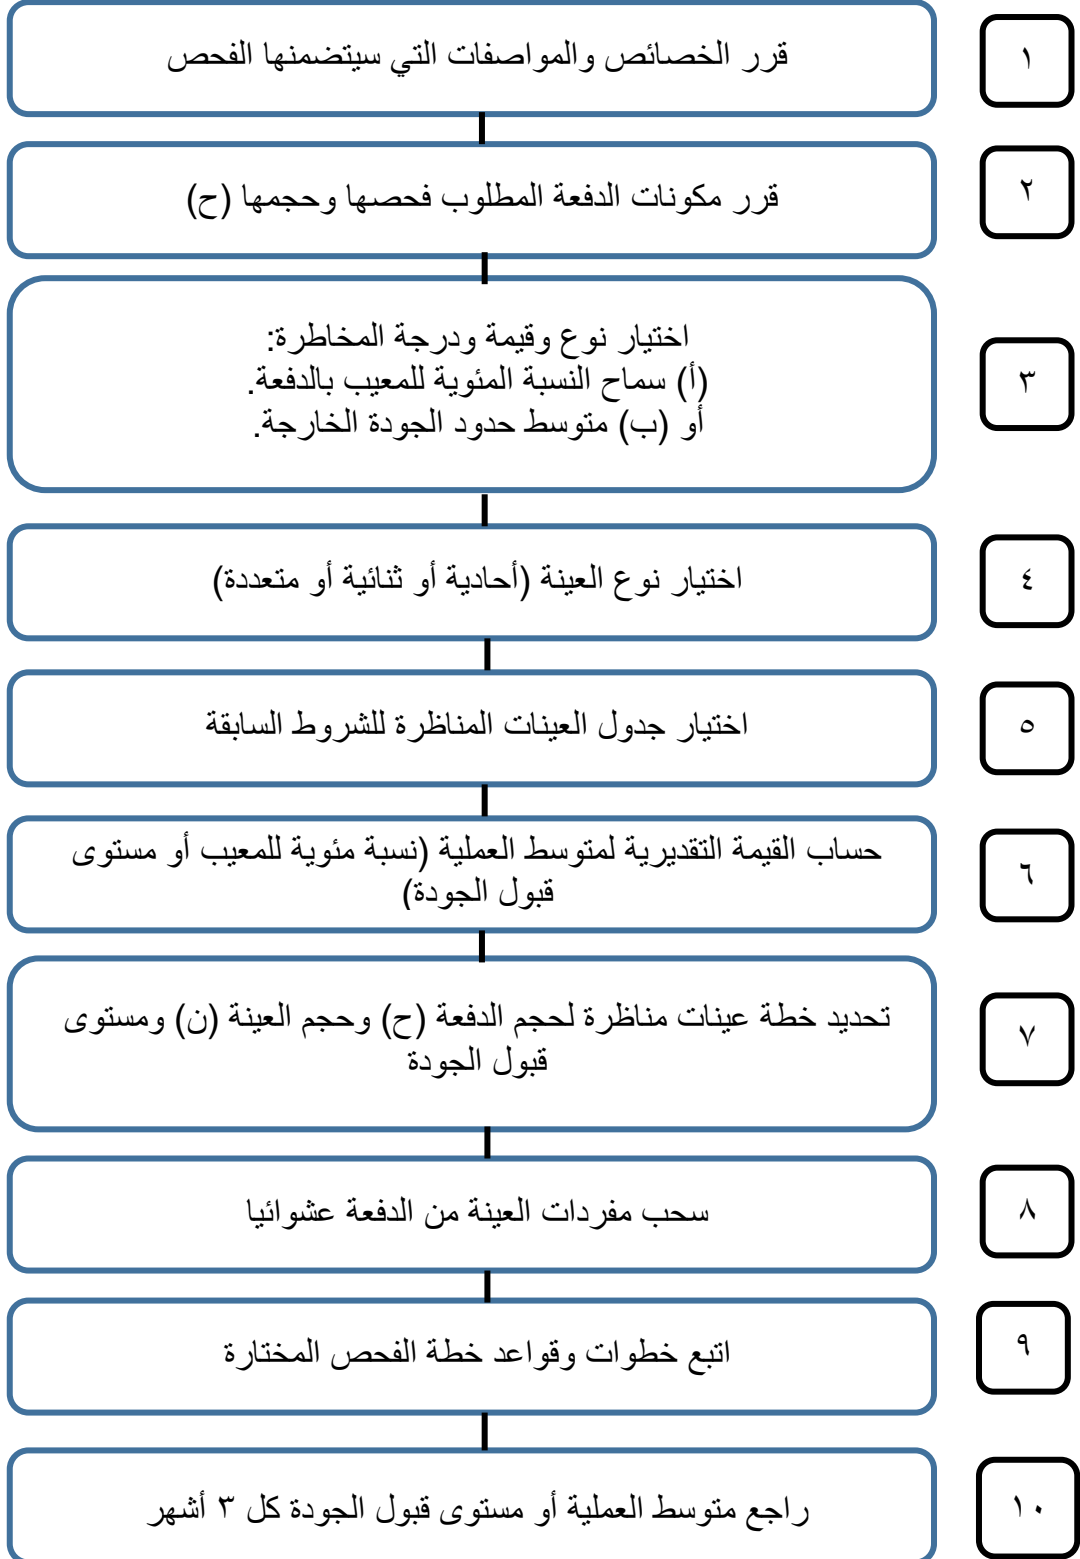 ١
قرر الخصائص والمواصفات التي سيتضمنها الفحص
٢
قرر مكونات الدفعة المطلوب فحصها وحجمها (ح)
٣
اختيار نوع وقيمة ودرجة المخاطرة:
(أ) سماح النسبة المئوية للمعيب بالدفعة.
أو (ب) متوسط حدود الجودة الخارجة.
٤
اختيار نوع العينة (أحادية أو ثنائية أو متعددة)
٥
اختيار جدول العينات المناظرة للشروط السابقة
٦
حساب القيمة التقديرية لمتوسط العملية (نسبة مئوية للمعيب أو مستوى
قبول الجودة)
٧
تحديد خطة عينات مناظرة لحجم الدفعة (ح) وحجم العينة (ن) ومستوى
قبول الجودة
٨
سحب مفردات العينة من الدفعة عشوائيا
٩
اتبع خطوات وقواعد خطة الفحص المختارة
١٠
راجع متوسط العملية أو مستوى قبول الجودة كل ٣ أشهر